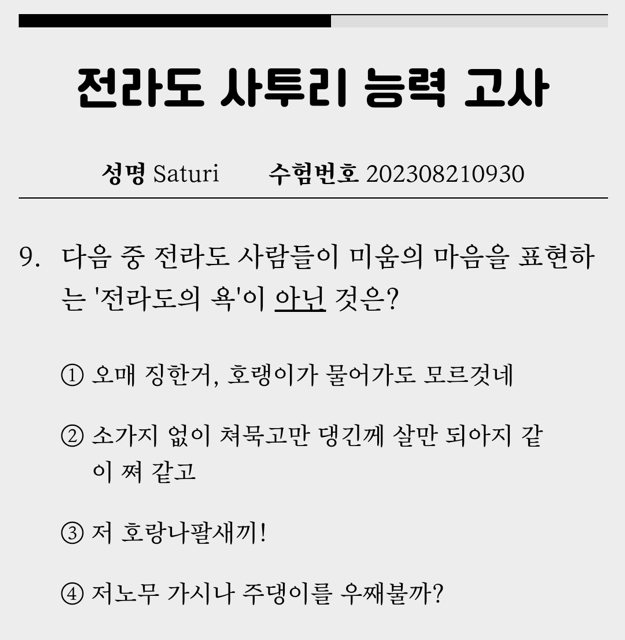 전라도 사투리 능력 고사
성명 Saturi 수험번호 202308210930
9. 다음 중 전라도 사람들이 미움의 마음을 표현하
는 '전라도의 욕'이 아닌 것은?
① 오매 징한거, 호랭이가 물어가도 모르것네
② 소가지 없이 쳐묵고만 댕긴께 살만 되아지 같
이 쪄 같고
③ 저 호랑나팔새끼!
④ 저노무 가시나 주댕이를 우째불까?